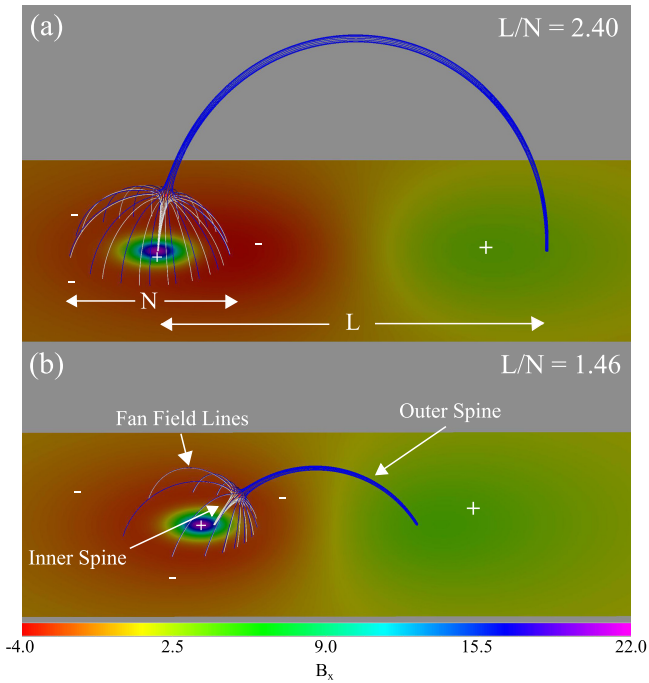 (a) L/N = 2.40
-
-
+
-
+
N
L
(b) L/N = 1.46
Outer Spine
Fan Field Lines
-
-
+
+
Inner Spine
-
-4.0 2.5 9.0 15.5 22.0
Bₓ